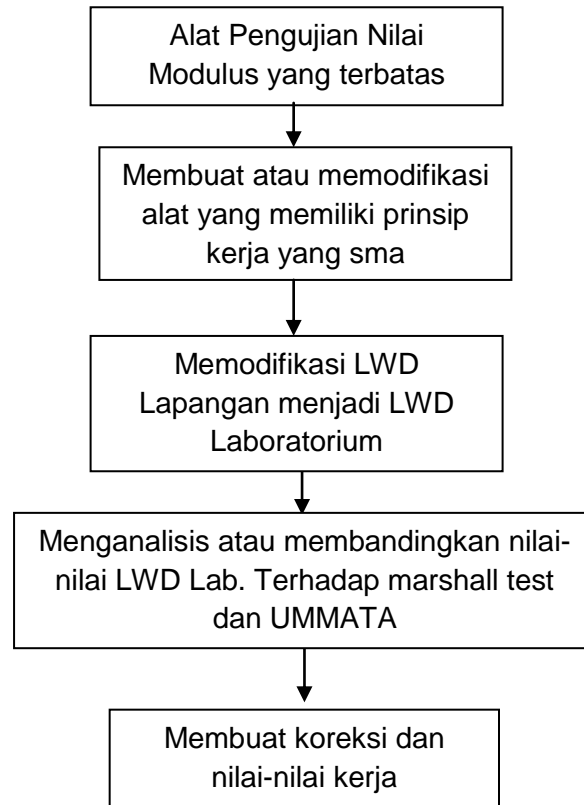 Alat Pengujian Nilai
Modulus yang terbatas
Membuat atau memodifikasi
alat yang memiliki prinsip
kerja yang sma
Memodifikasi LWD
Lapangan menjadi LWD
Laboratorium
Menganalisis atau membandingkan nilai-
nilai LWD Lab. Terhadap marshall test
dan UMMATA
Membuat koreksi dan
nilai-nilai kerja